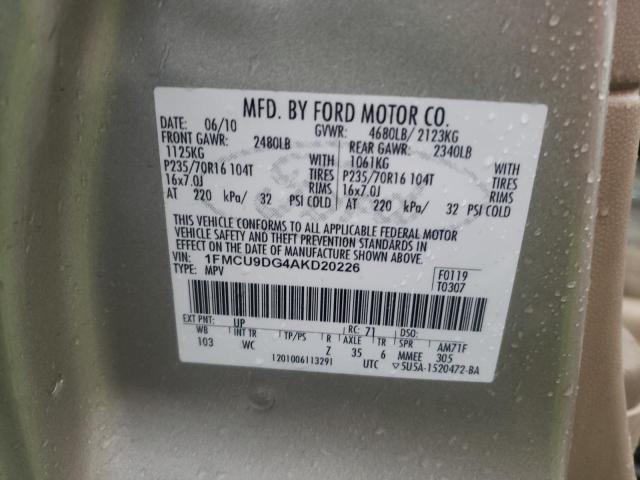 MFD. BY FORD MOTOR CO.
DATE: 06/10 GVWR: 4680LB/ 2123KG
FRONT GAWR: 2480LB REAR GAWR: 2340LB
1125KG WITH 1061KG WITH
P235/70R16 104T TIRES P235/70R16 104T TIRES
16x7.0J RIMS 16x7.0J RIMS
AT 220 kPa/ 32 PSI COLD AT 220 kPa/ 32 PSI COLD
THIS VEHICLE CONFORMS TO ALL APPLICABLE FEDERAL MOTOR
VEHICLE SAFETY AND THEFT PREVENTION STANDARDS IN
EFFECT ON THE DATE OF MANUFACTURE SHOWN ABOVE.
VIN: 1FMCU9DG4AKD20226
TYPE: MPV
F0119
T0307
EXT PNT: UP RC: 71 DSO:
WB INT TR TP/PS R AXLE TR SPR AM71F
103 WC Z 35 6 MMEE 305
1201006113291 UTC ▽5U5A-1520472-BA
Ford